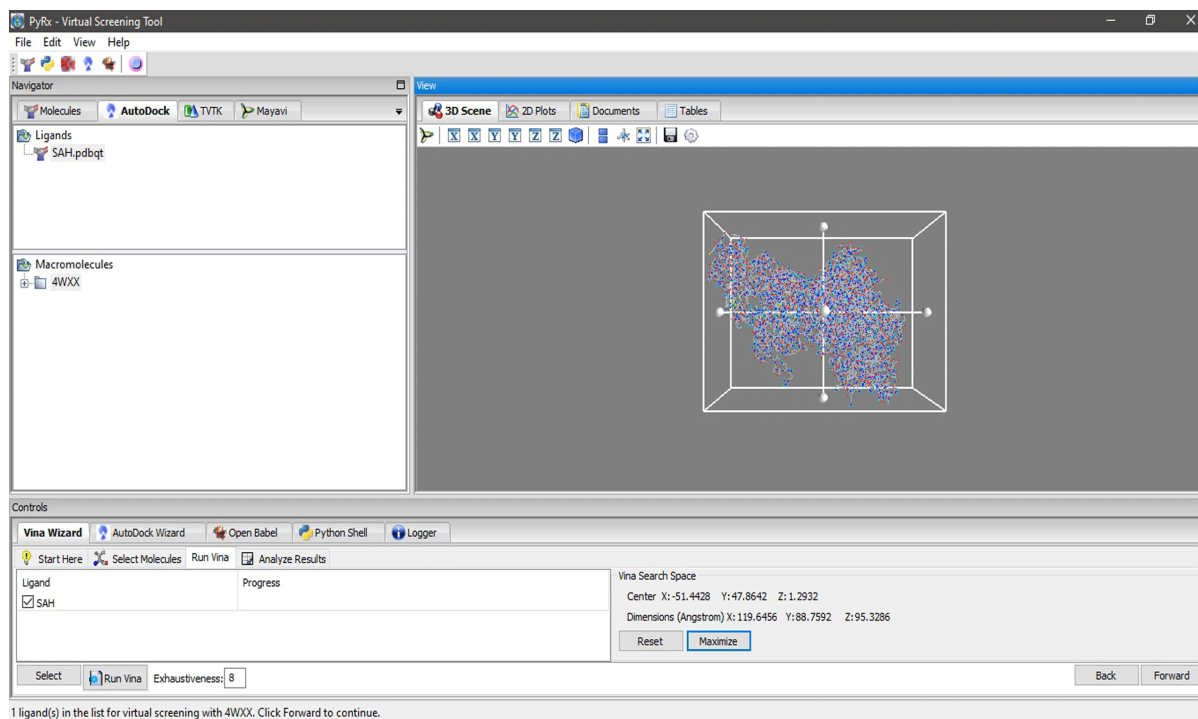 PyRx - Virtual Screening Tool
File Edit View Help
Navigator
View
Molecules AutoDock TVTK Mayavi
3D Scene 2D Plots Documents Tables
Ligands
SAH.pdbqt
X X Y Y Z Z
Macromolecules
4WXX
Controls
Vina Wizard AutoDock Wizard Open Babel Python Shell Logger
Start Here Select Molecules Run Vina Analyze Results
Ligand Progress
SAH
Vina Search Space
Center X:-51.4428 Y:47.8642 Z:1.2932
Dimensions (Angstrom) X:119.6456 Y:88.7592 Z:95.3286
Reset Maximize
Select Run Vina Exhaustiveness: 8
Back Forward
1 ligand(s) in the list for virtual screening with 4WXX. Click Forward to continue.